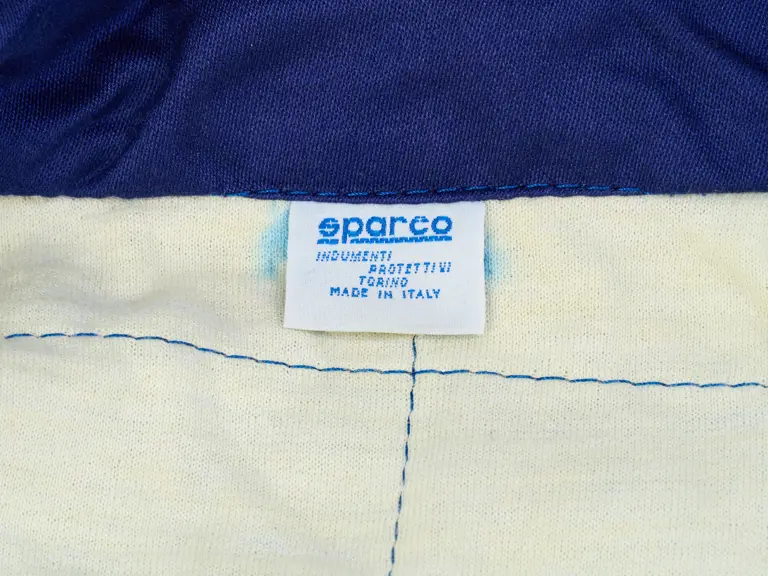 sparco
INDUMENTI
PROTETTIVI
TORINO
MADE IN ITALY